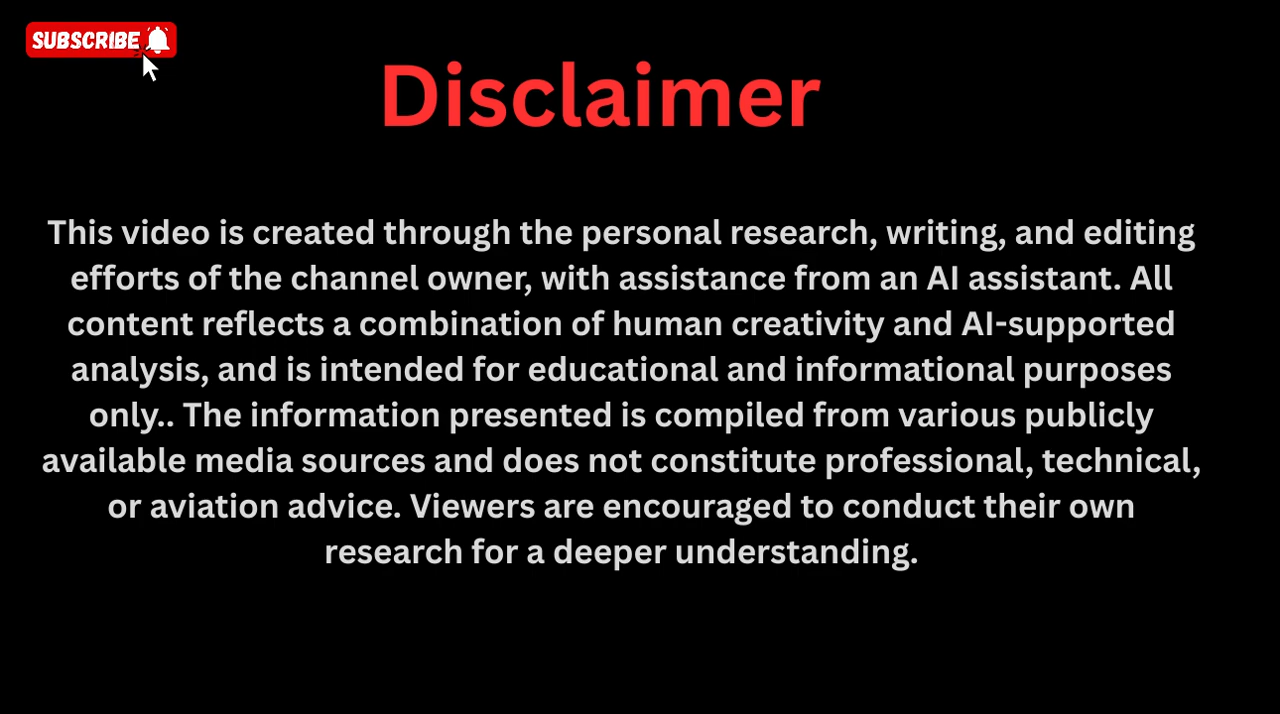 SUBSCRIBE
Disclaimer
This video is created through the personal research, writing, and editing
efforts of the channel owner, with assistance from an AI assistant. All
content reflects a combination of human creativity and AI-supported
analysis, and is intended for educational and informational purposes
only.. The information presented is compiled from various publicly
available media sources and does not constitute professional, technical,
or aviation advice. Viewers are encouraged to conduct their own
research for a deeper understanding.